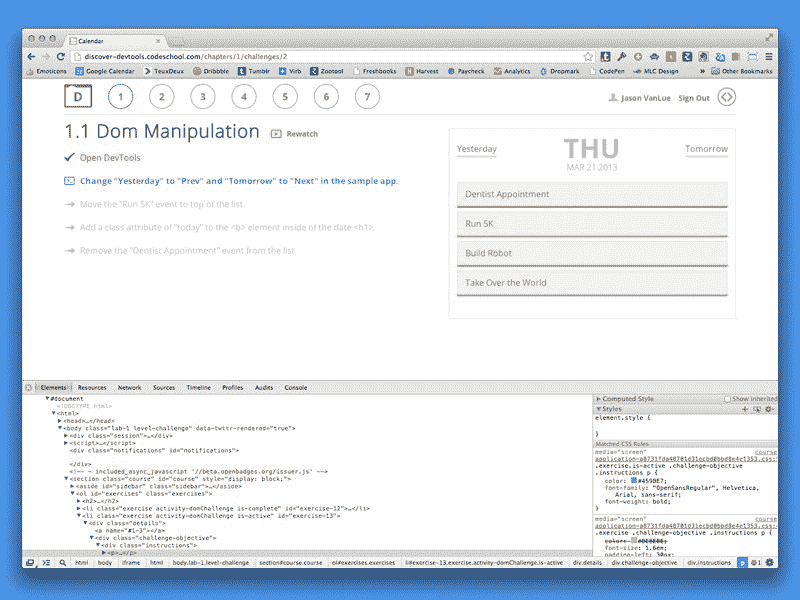 Calendar
discover-devtools.codeschool.com/chapters/1/challenges/2
Emoticons Google Calendar TeuxDeux Dribbble Tumblr Virb Zootool Freshbooks Harvest Paycheck Analytics Dropmark CodePen MLC Design » Other Bookmarks
D 1 2 3 4 5 6 7 Jason VanLue Sign Out
1.1 Dom Manipulation Rewatch
Open DevTools
Change "Yesterday" to "Prev" and "Tomorrow" to "Next" in the sample app.
Move the "Run 5K" event to top of the list.
Add a class attribute of "today" to the <b> element inside of the date <h1>.
Remove the "Dentist Appointment" event from the list.
Yesterday THU Tomorrow
MAR 21 2013
Dentist Appointment
Run 5K
Build Robot
Take Over the World
Elements Resources Network Sources Timeline Profiles Audits Console
#document
<!DOCTYPE html>
<html>
<head>…</head>
<body class="lab-1 level-challenge" data-twttr-rendered="true">
<div class="session">…</div>
<script>…</script>
<div class="notifications" id="notifications">
</div>
<!-- included_async_javascript '//beta.openbadges.org/issuer.js' -->
<section class="course" id="course" style="display: block;">
<aside id="sidebar" class="sidebar">…</aside>
<ol id="exercises" class="exercises">
<h2>…</h2>
<li class="exercise activity-domChallenge is-complete" id="exercise-12">…</li>
<li class="exercise activity-domChallenge is-active" id="exercise-13">
<div class="details">
<a name="#1-3"></a>
<div class="challenge-objective">
<div class="instructions">
<p>…</p>
Computed Style Show inherited
Styles
element.style {
}
Matched CSS Rules
media="screen" course
.exercise.is-active .challenge-objective
.instructions p {
color: #4590E7;
font-family: "OpenSansRegular", Helvetica,
Arial, sans-serif;
font-weight: bold;
}
media="screen" course
.exercise .challenge-objective .instructions p {
font-size: 1.6em;
padding-left: 30px;
html body iframe html body.lab-1.level-challenge section#course.course ol#exercises.exercises li#exercise-13.exercise.activity-domChallenge.is-active div.details div.challenge-objective div.instructions p 1